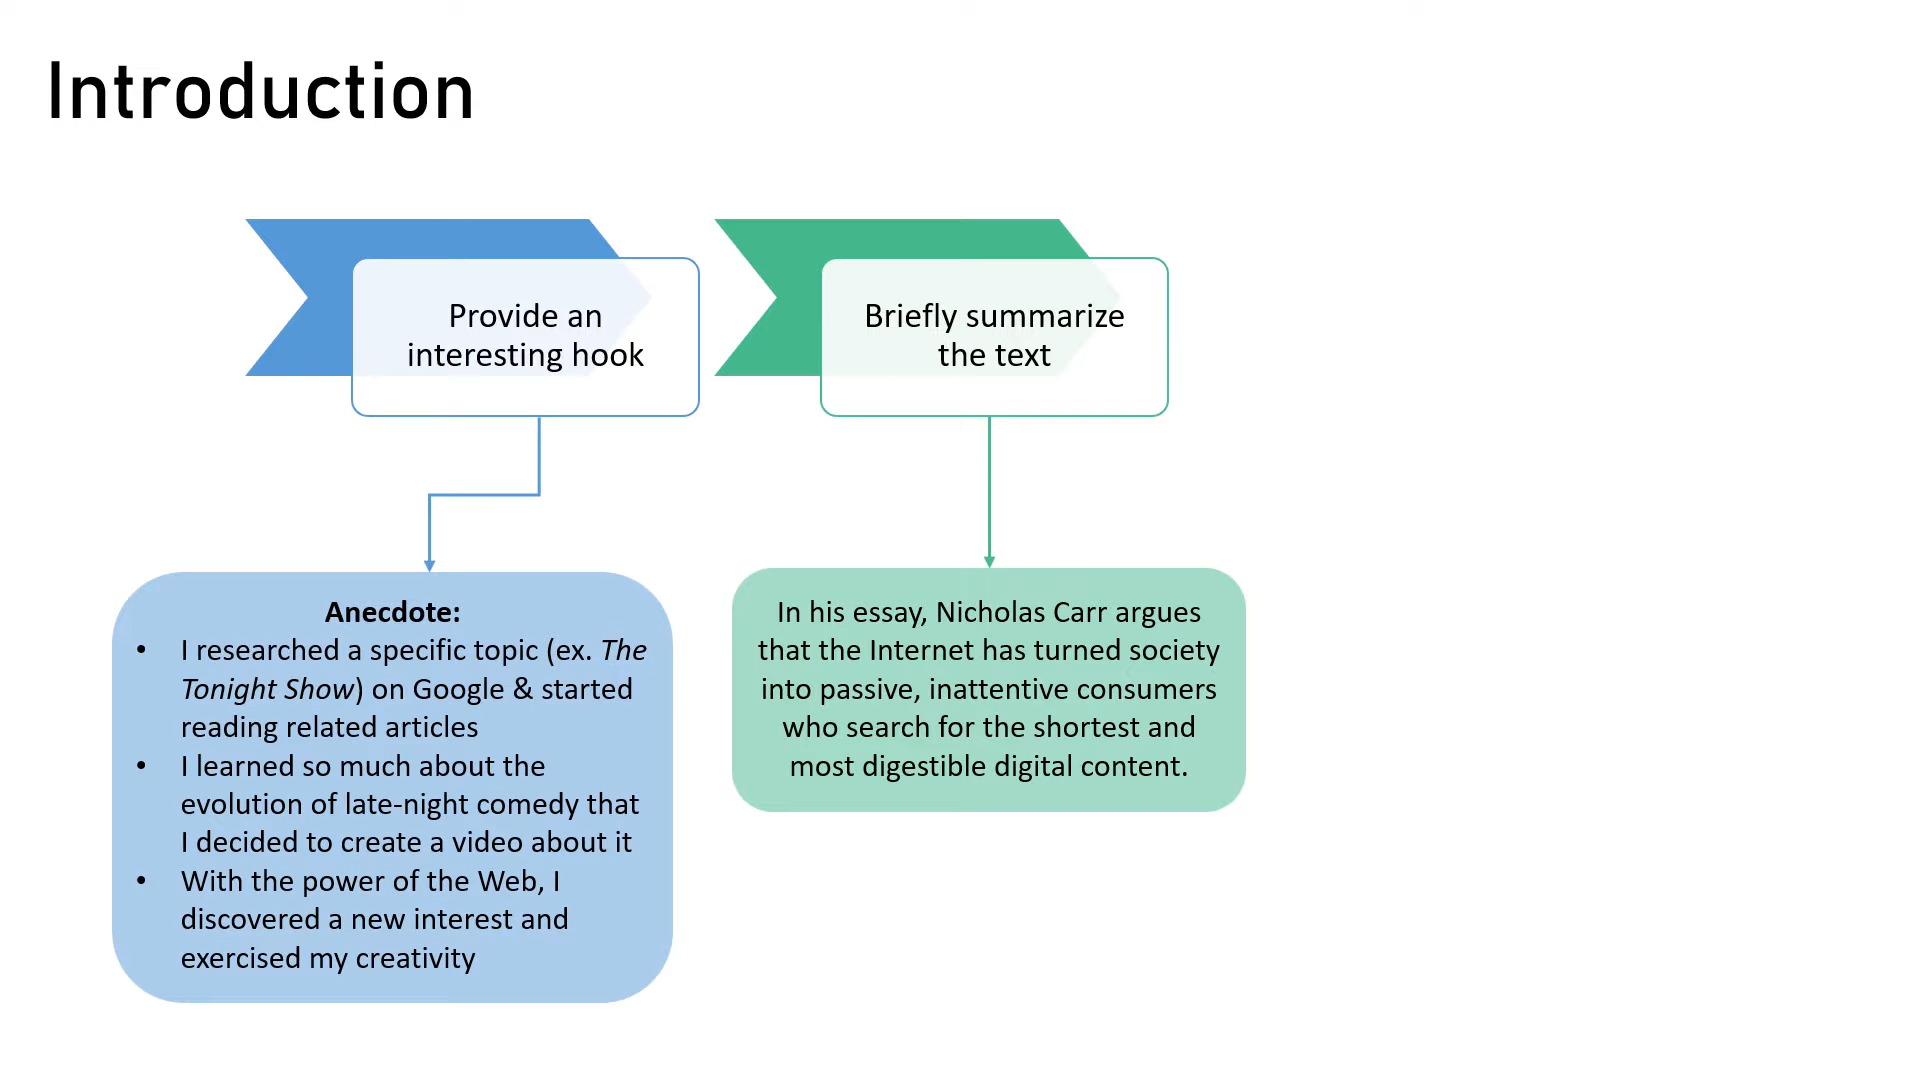 Introduction
Provide an
interesting hook
Briefly summarize
the text
Anecdote:
• I researched a specific topic (ex. The
Tonight Show) on Google & started
reading related articles
• I learned so much about the
evolution of late-night comedy that
I decided to create a video about it
• With the power of the Web, I
discovered a new interest and
exercised my creativity
In his essay, Nicholas Carr argues
that the Internet has turned society
into passive, inattentive consumers
who search for the shortest and
most digestible digital content.